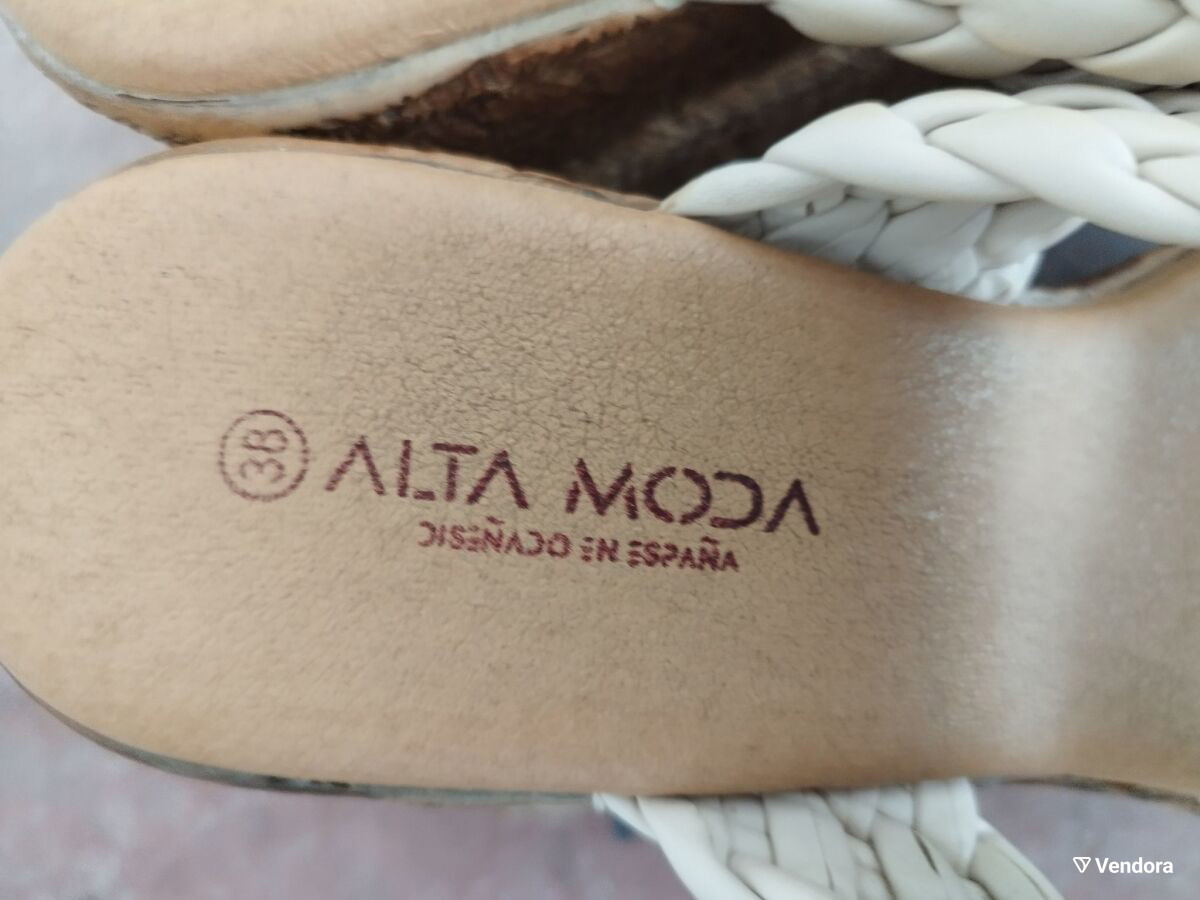 38
ALTA MODA
DISEÑADO EN ESPAÑA
Vendora